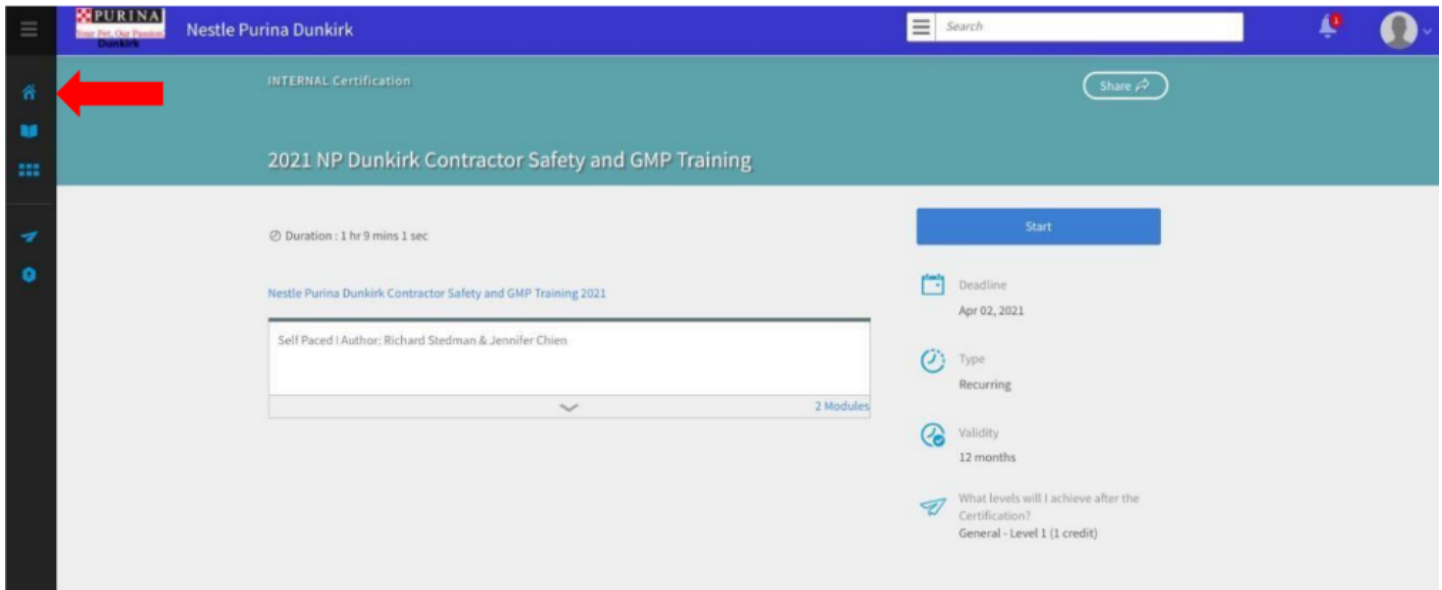 PURINA
Your Pet, Our Passion
Dunkirk
Nestle Purina Dunkirk
Search
1
INTERNAL Certification
Share
2021 NP Dunkirk Contractor Safety and GMP Training
Duration : 1 hr 9 mins 1 sec
Start
Nestle Purina Dunkirk Contractor Safety and GMP Training 2021
Self Paced | Author: Richard Stedman & Jennifer Chien
2 Modules
Deadline
Apr 02, 2021
Type
Recurring
Validity
12 months
What levels will I achieve after the
Certification?
General - Level 1 (1 credit)